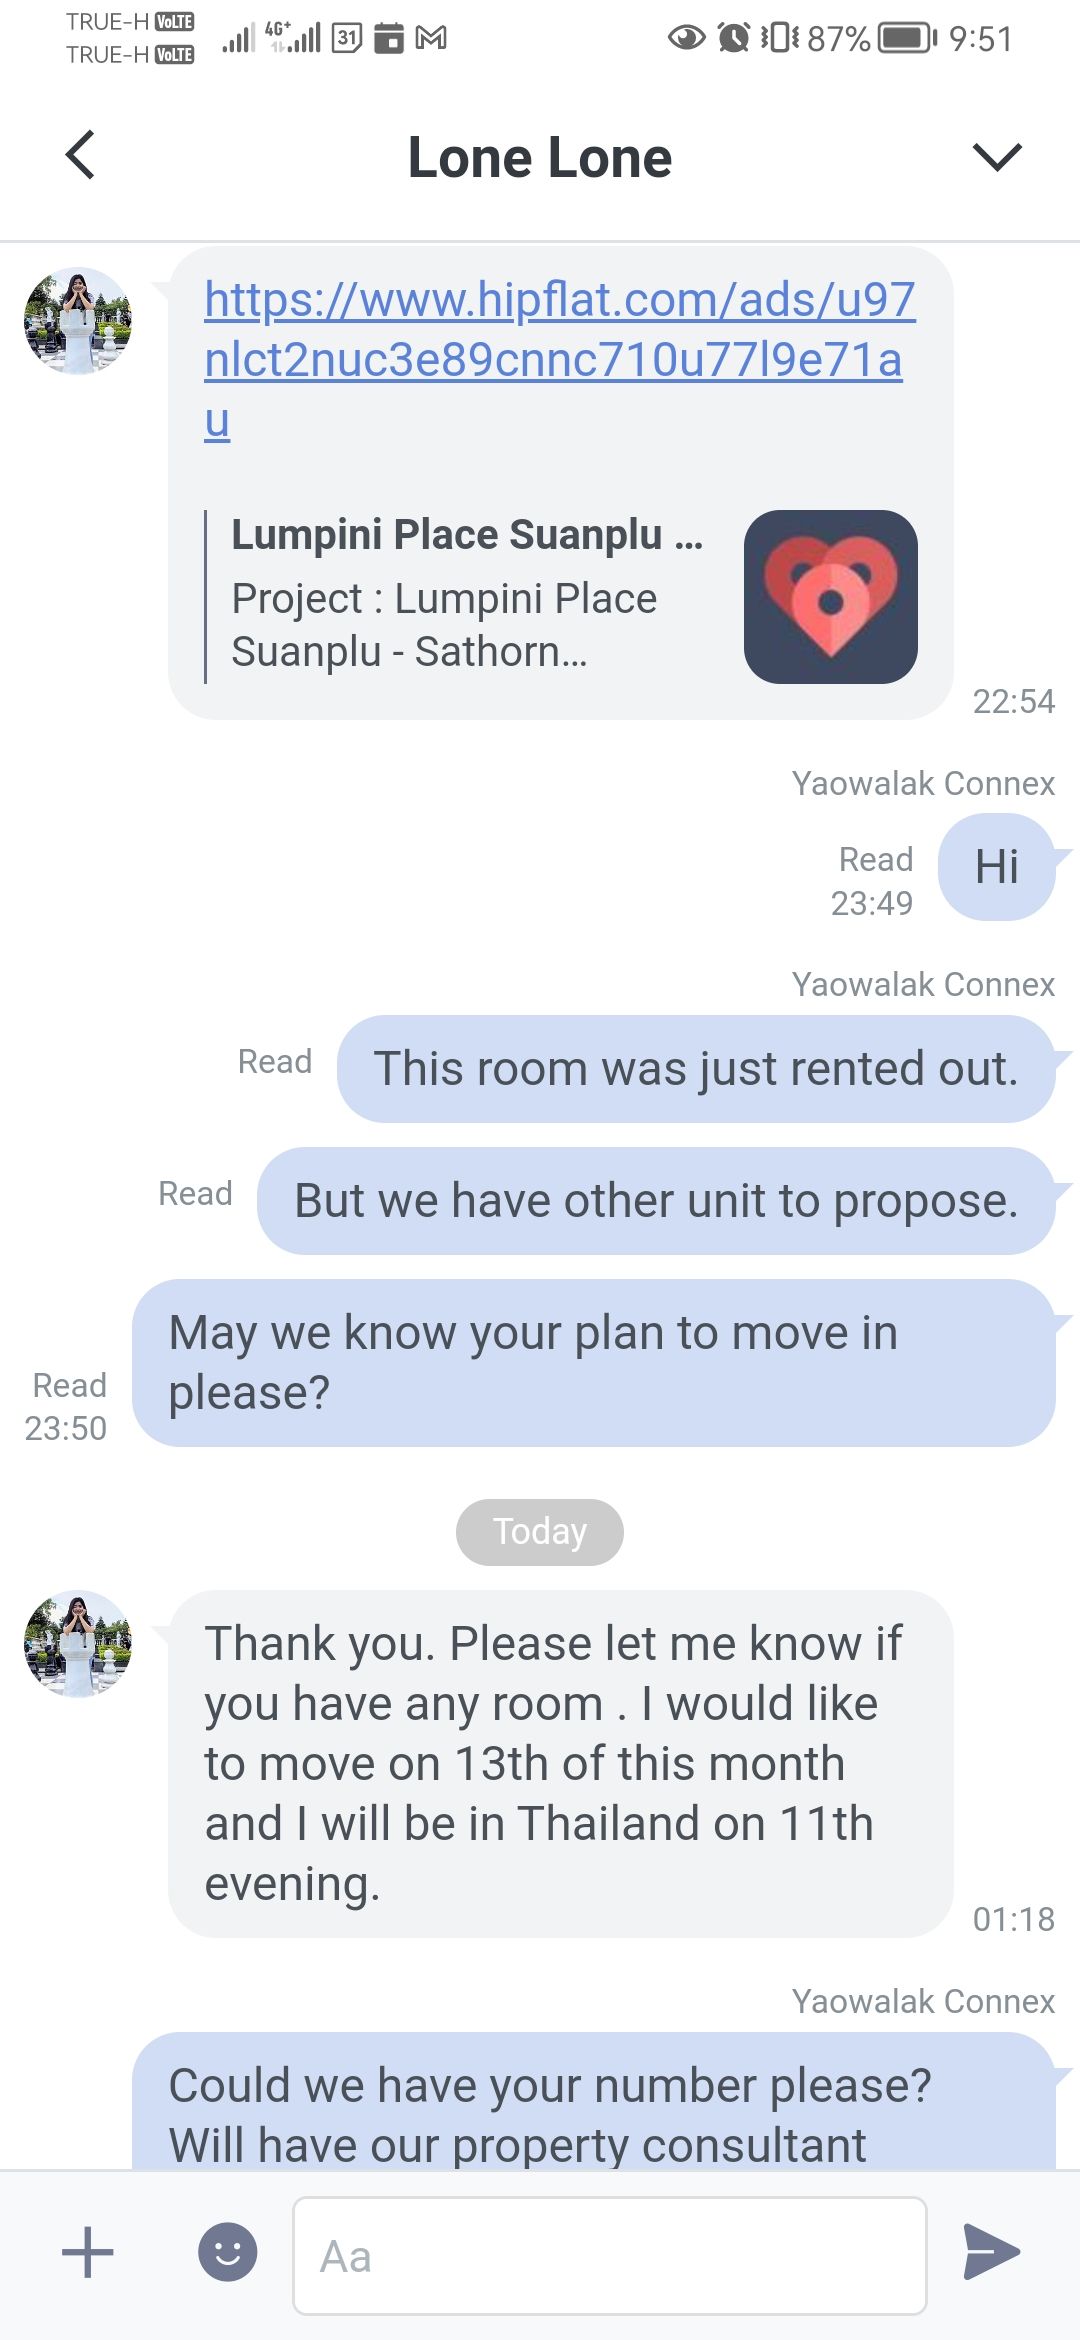 TRUE-H VoLTE
TRUE-H VoLTE
4G+
31
87%
9:51
Lone Lone
https://www.hipflat.com/ads/u97
nlct2nuc3e89cnnc710u77l9e71a
u
Lumpini Place Suanplu ...
Project : Lumpini Place
Suanplu - Sathorn...
22:54
Yaowalak Connex
Hi
Read
23:49
Yaowalak Connex
Read
This room was just rented out.
Read
But we have other unit to propose.
May we know your plan to move in
please?
Read
23:50
Today
Thank you. Please let me know if
you have any room . I would like
to move on 13th of this month
and I will be in Thailand on 11th
evening.
01:18
Yaowalak Connex
Could we have your number please?
Will have our property consultant
Aa